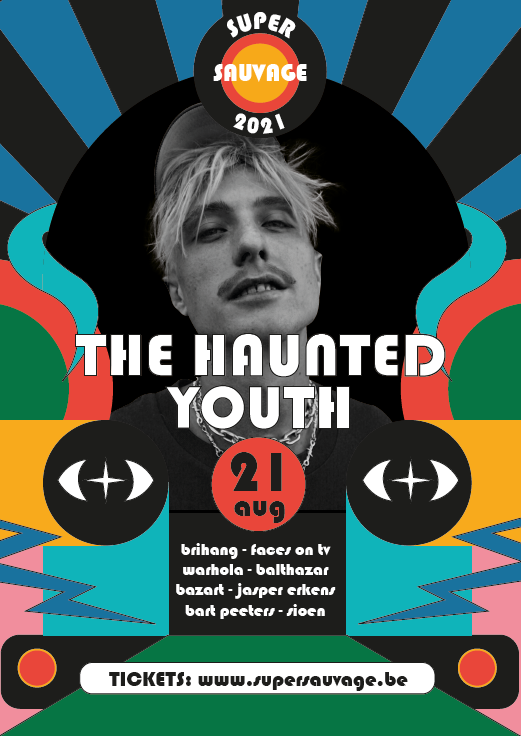 SUPER
SAUVAGE
2021
THE HAUNTED
YOUTH
21
aug
brihang - faces on tv
warhola - balthazar
bazart - jasper erkens
bart peeters - sioen
TICKETS: www.supersauvage.be